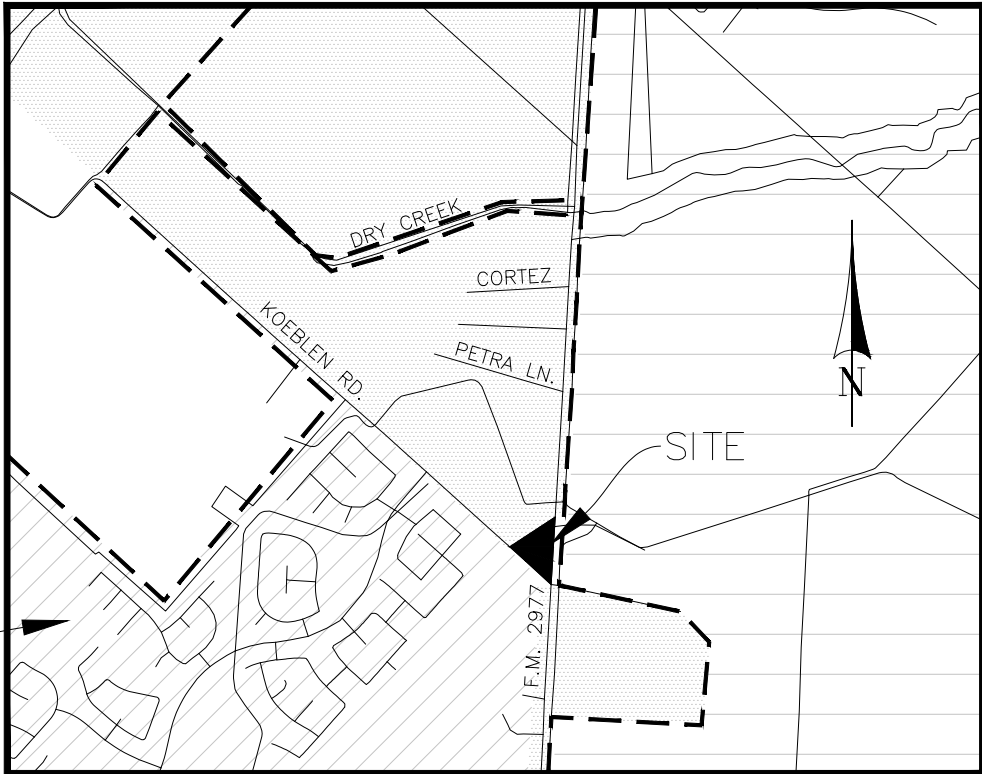 DRY CREEK
CORTEZ
KOEBLEN RD.
PETRA LN.
N
SITE
F.M. 2977